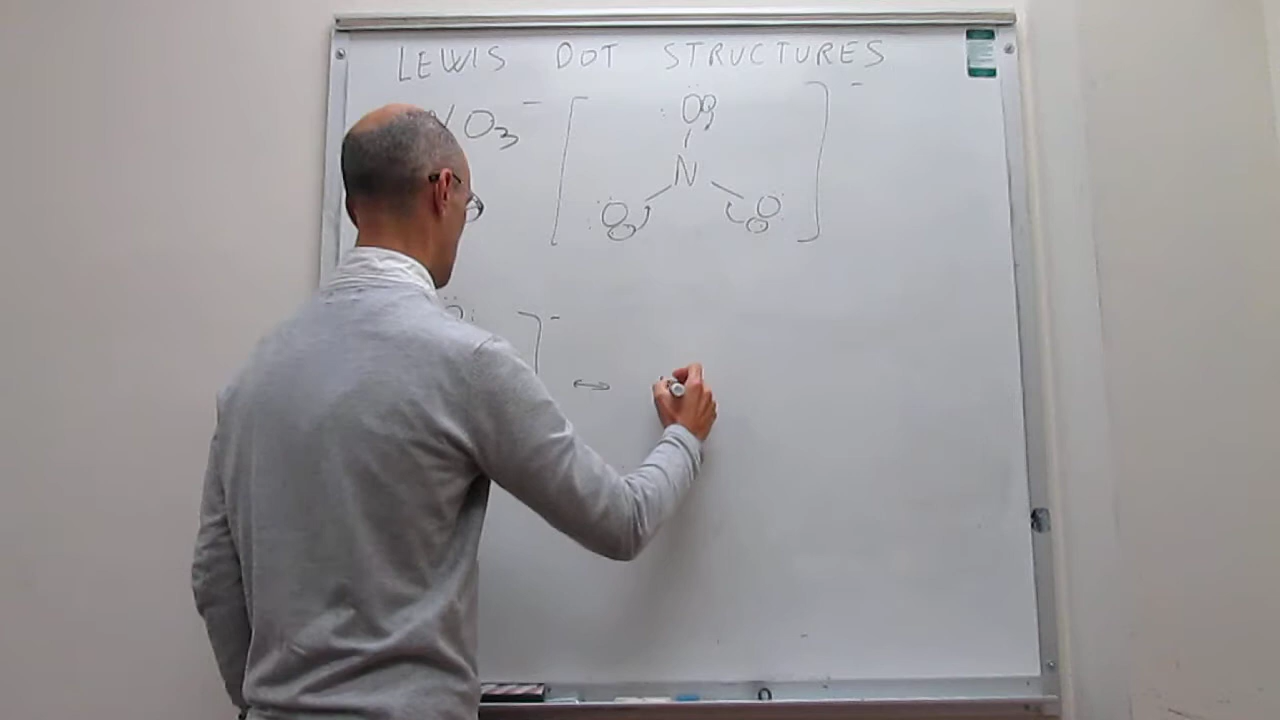 LEWIS DOT STRUCTURES
NO3 - [ O ] -
N
O O
O ] - ↔